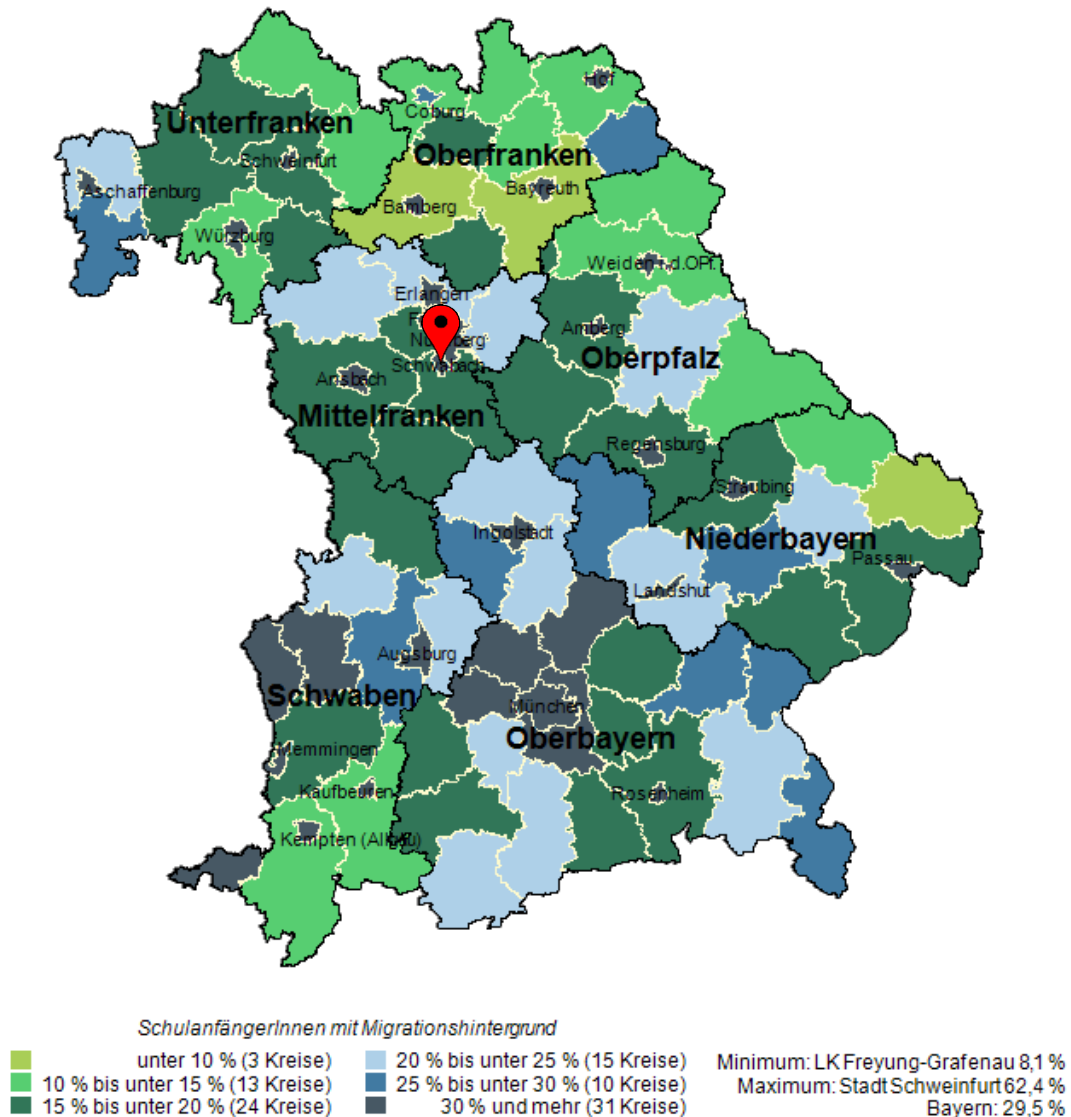 Hof
Coburg
Unterfranken
Oberfranken
Schweinfurt
Bayreuth
Aschaffenburg
Bamberg
Würzburg
Weiden i.d.OPf.
Erlangen
Amberg
Nürnberg
Oberpfalz
Schwabach
Ansbach
Mittelfranken
Regensburg
Straubing
Ingolstadt
Niederbayern
Passau
Landshut
Augsburg
Schwaben
München
Oberbayern
Memmingen
Kaufbeuren
Rosenheim
Kempten (Allgäu)
SchulanfängerInnen mit Migrationshintergrund
unter 10 % (3 Kreise)
10 % bis unter 15 % (13 Kreise)
15 % bis unter 20 % (24 Kreise)
20 % bis unter 25 % (15 Kreise)
25 % bis unter 30 % (10 Kreise)
30 % und mehr (31 Kreise)
Minimum: LK Freyung-Grafenau 8,1 %
Maximum: Stadt Schweinfurt 62,4 %
Bayern: 29.5 %